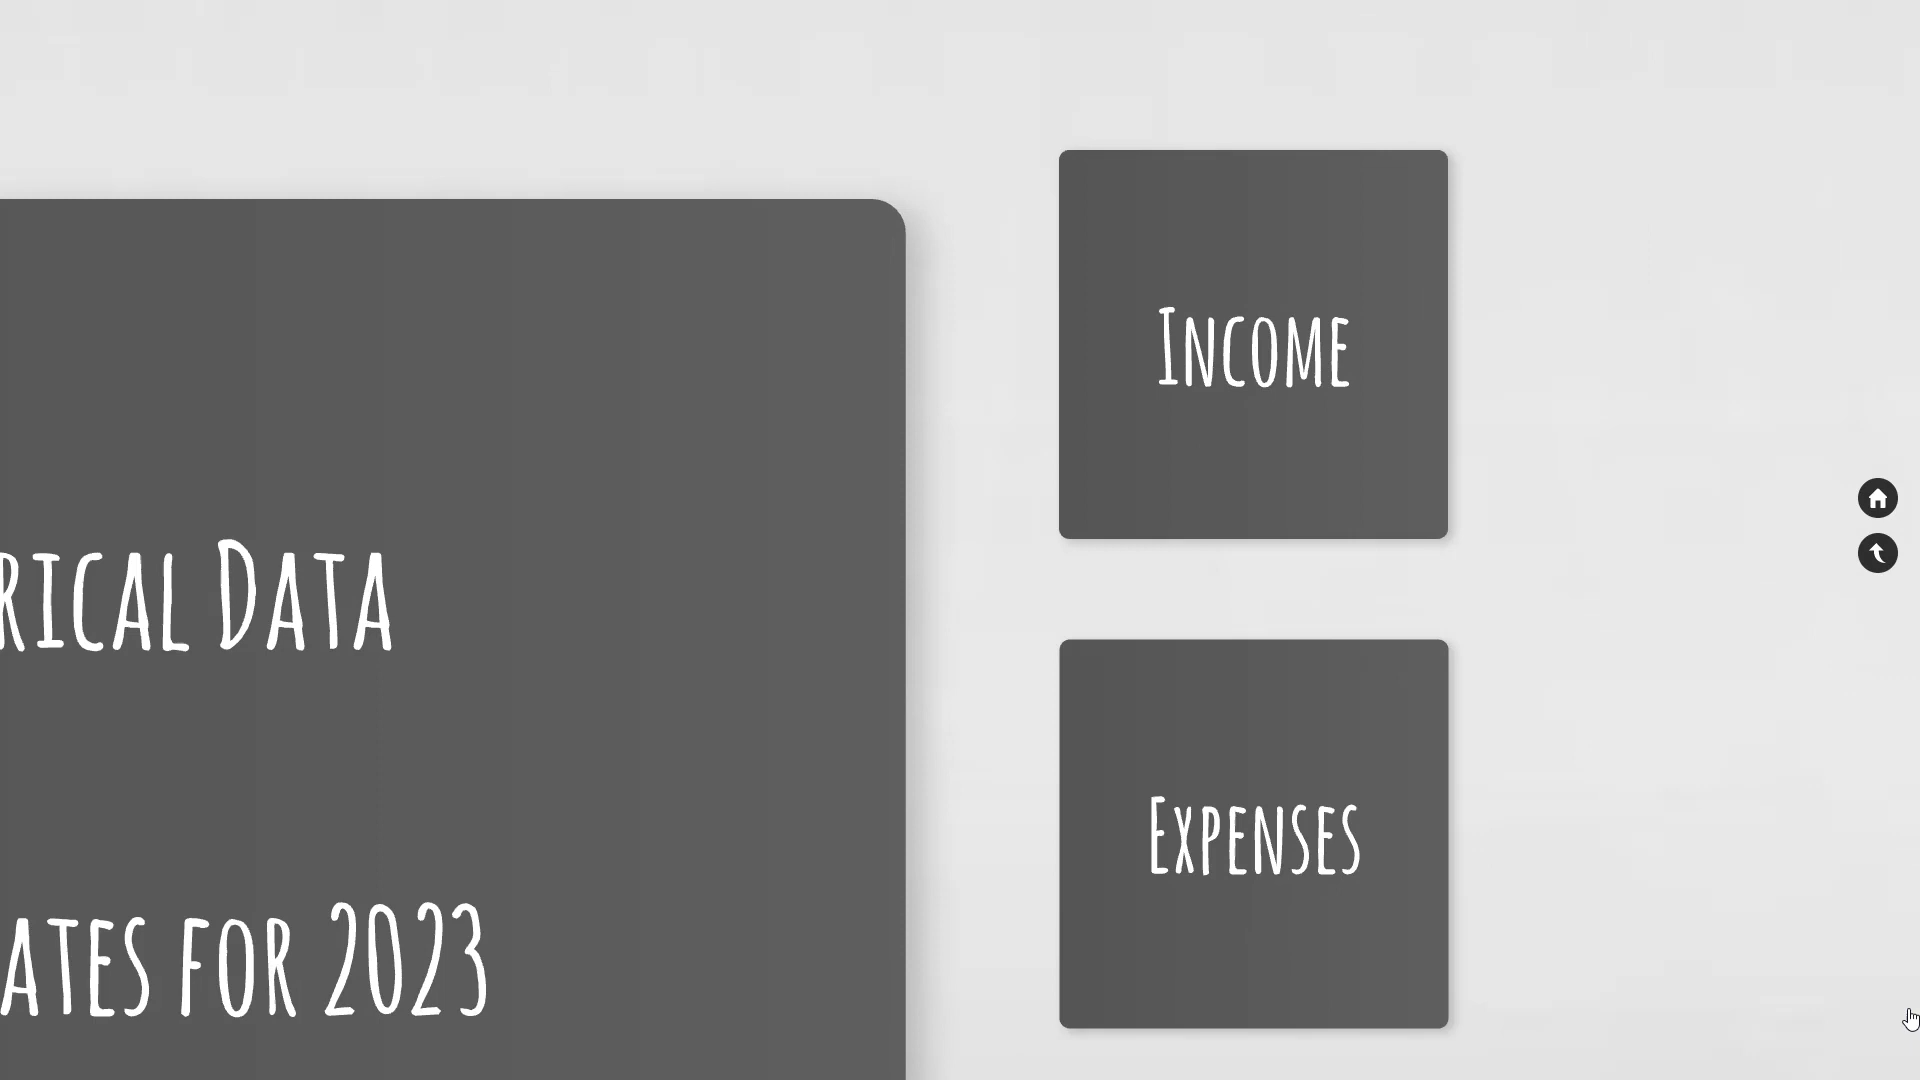 Income
rical Data
Expenses
ates for 2023